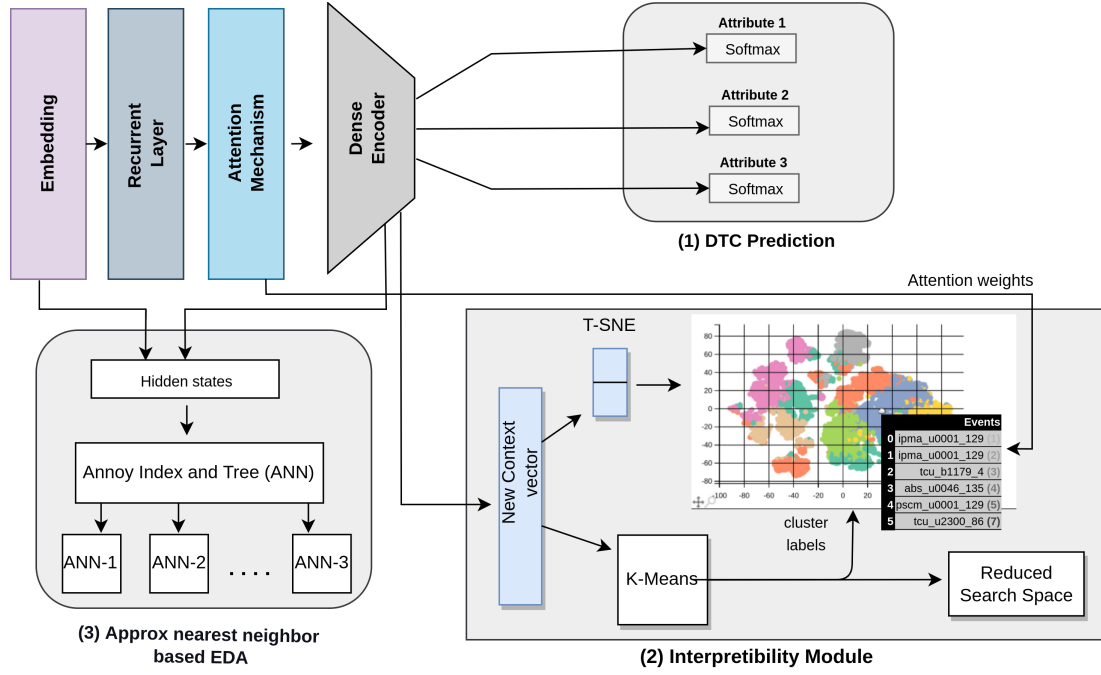 Embedding
Recurrent
Layer
Attention
Mechanism
Dense
Encoder
Attribute 1
Softmax
Attribute 2
Softmax
Attribute 3
Softmax
(1) DTC Prediction
Attention weights
Hidden states
Annoy Index and Tree (ANN)
ANN-1
ANN-2
. . . .
ANN-3
(3) Approx nearest neighbor
based EDA
New Context
vector
T-SNE
80
60
40
20
0
-20
-40
-60
-80
-100 -80 -60 -40 -20 0 20
Events
0 ipma_u0001_129 (1)
1 ipma_u0001_129 (2)
2 tcu_b1179_4 (3)
3 abs_u0046_135 (4)
4 pscm_u0001_129 (5)
5 tcu_u2300_86 (7)
cluster
labels
K-Means
Reduced
Search Space
(2) Interpretibility Module